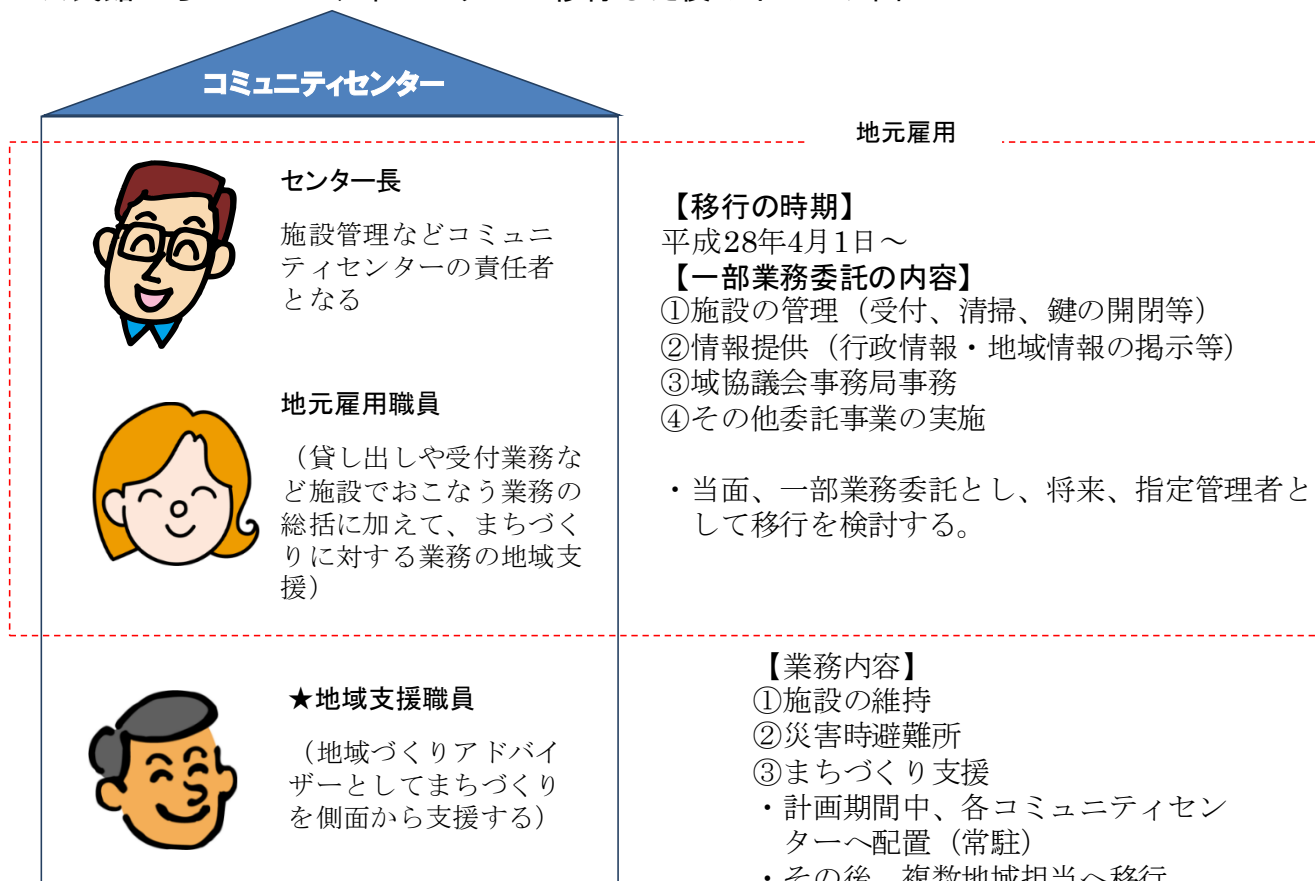 コミュニティセンター
地元雇用
センター長
施設管理などコミュニ
ティセンターの責任者
となる
【移行の時期】
平成28年4月1日～
【一部業務委託の内容】
①施設の管理（受付、清掃、鍵の開閉等）
②情報提供（行政情報・地域情報の掲示等）
③域協議会事務局事務
④その他委託事業の実施
・当面、一部業務委託とし、将来、指定管理者と
して移行を検討する。
地元雇用職員
（貸し出しや受付業務な
ど施設でおこなう業務の
総括に加えて、まちづく
りに対する業務の地域支
援）
★地域支援職員
（地域づくりアドバイ
ザーとしてまちづくり
を側面から支援する）
【業務内容】
①施設の維持
②災害時避難所
③まちづくり支援
・計画期間中、各コミュニティセン
ターへ配置（常駐）
・その後、複数地域担当へ移行